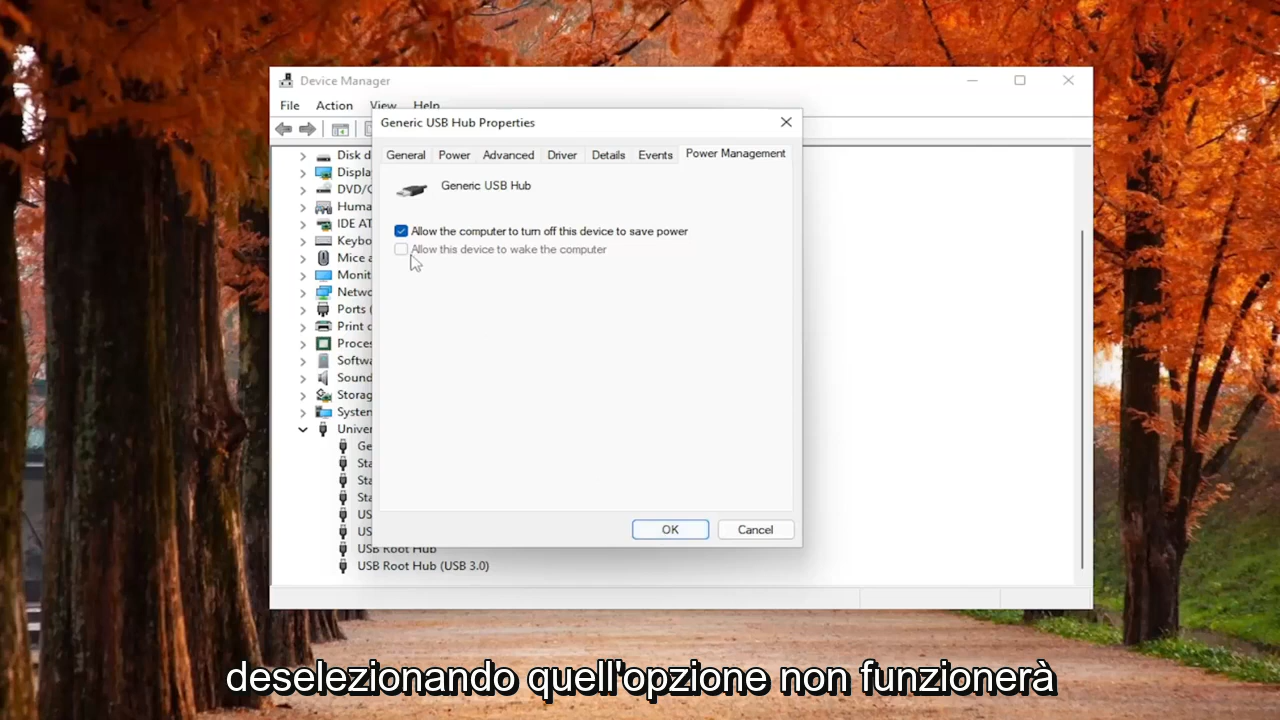 Device Manager
File Action View Help
Generic USB Hub Properties
General Power Advanced Driver Details Events Power Management
Generic USB Hub
Allow the computer to turn off this device to save power
Allow this device to wake the computer
Disk d
Displa
DVD/C
Huma
IDE AT
Keybo
Mice a
Monit
Netwo
Ports (
Print q
Proces
Softwa
Sound
Storag
System
Univer
Ge
Sta
Sta
Sta
US
US
USB Root Hub
USB Root Hub (USB 3.0)
OK Cancel
deselezionando quell'opzione non funzionerà